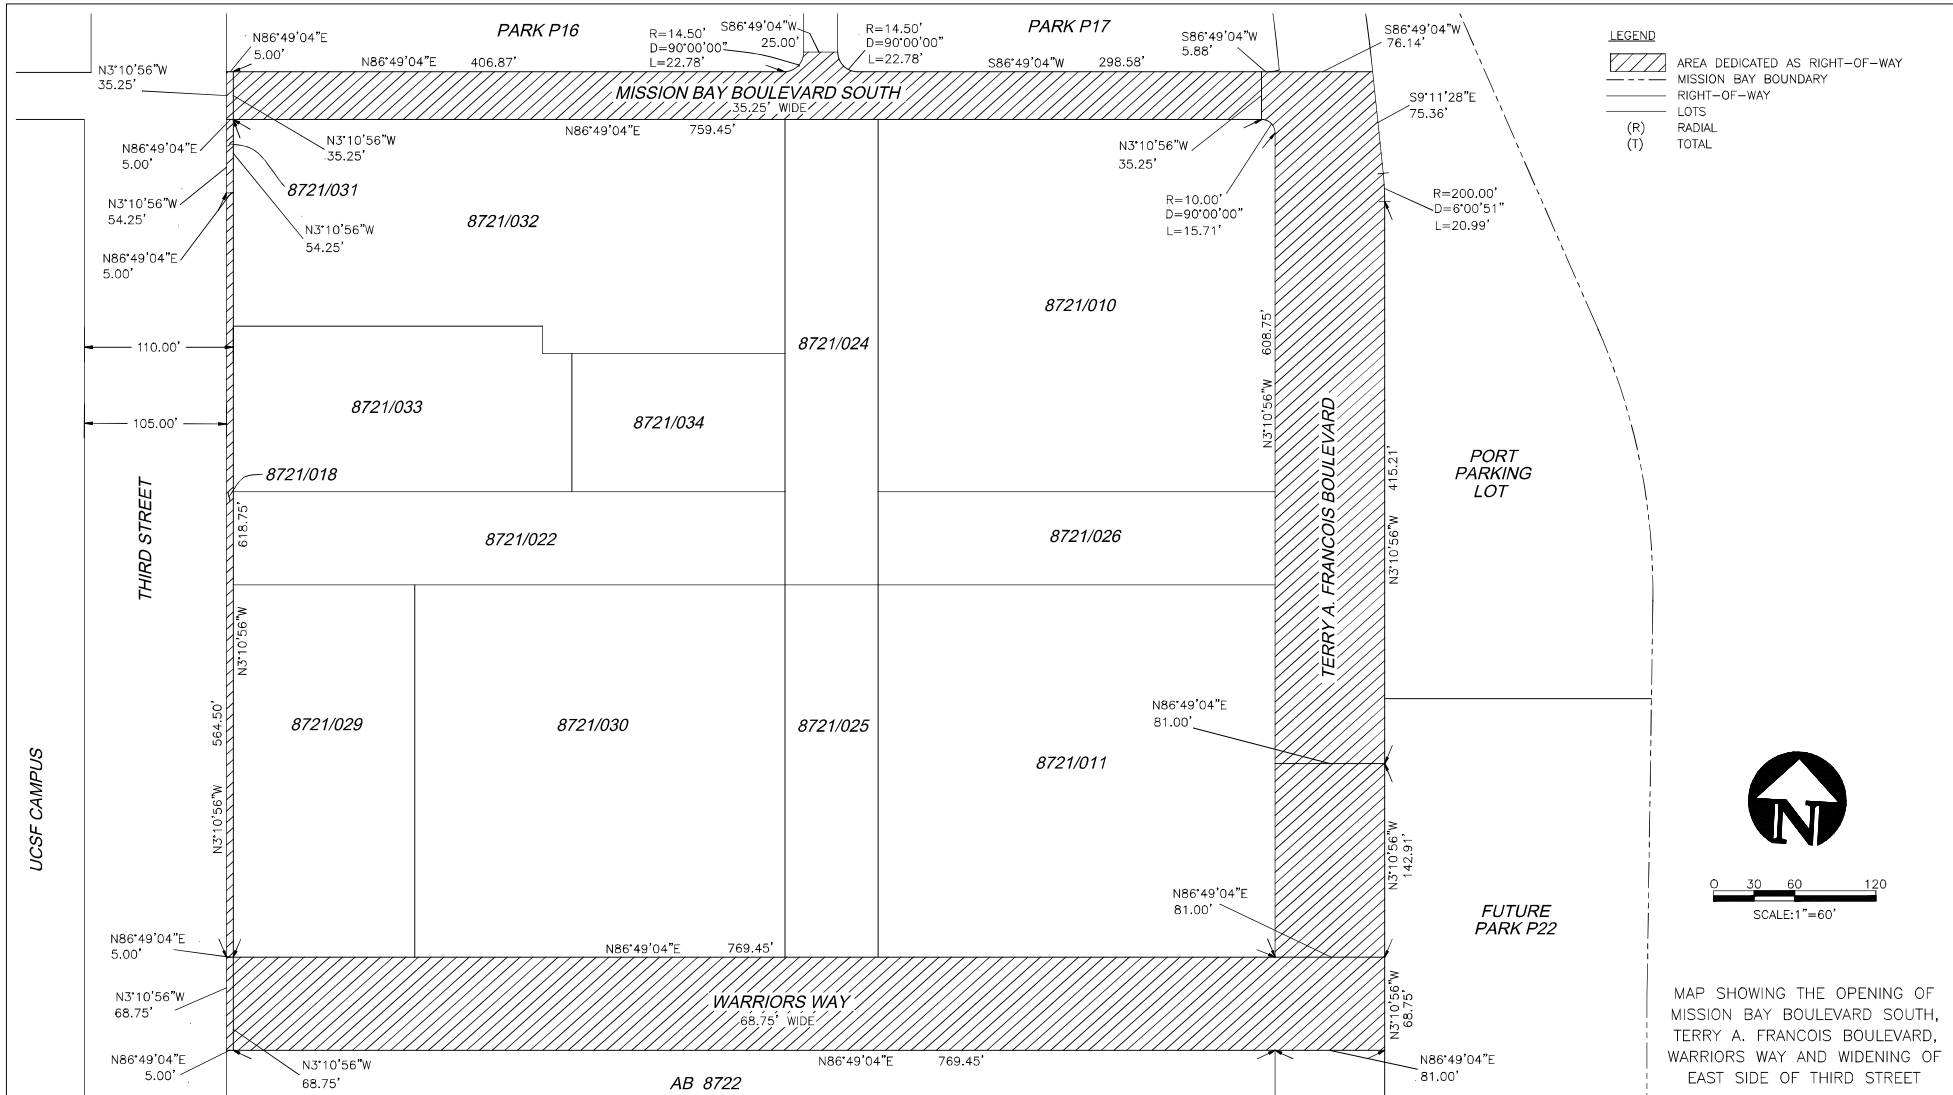 PARK P16
PARK P17
N86°49'04"E
5.00'
N86°49'04"E 406.87'
R=14.50'
D=90°00'00"
L=22.78'
S86°49'04"W
25.00'
R=14.50'
D=90°00'00"
L=22.78'
S86°49'04"W 298.58'
S86°49'04"W
5.88'
S86°49'04"W
76.14'
LEGEND
AREA DEDICATED AS RIGHT-OF-WAY
MISSION BAY BOUNDARY
RIGHT-OF-WAY
LOTS
(R) RADIAL
(T) TOTAL
N3°10'56"W
35.25'
MISSION BAY BOULEVARD SOUTH
35.25' WIDE
S9°11'28"E
75.36'
N86°49'04"E 759.45'
N3°10'56"W
35.25'
N86°49'04"E
5.00'
N3°10'56"W
35.25'
8721/031
N3°10'56"W
54.25'
N3°10'56"W
54.25'
8721/032
R=10.00'
D=90°00'00"
L=15.71'
R=200.00'
D=6°00'51"
L=20.99'
N86°49'04"E
5.00'
8721/010
608.75'
N3°10'56"W
110.00'
8721/024
105.00'
8721/033
8721/034
TERRY A. FRANCOIS BOULEVARD
415.21'
N3°10'56"W
PORT
PARKING
LOT
8721/018
THIRD STREET
618.75'
N3°10'56"W
8721/022
8721/026
564.50'
N3°10'56"W
8721/029
8721/030
8721/025
8721/011
N86°49'04"E
81.00'
UCSF CAMPUS
N3°10'56"W
142.91'
N86°49'04"E
81.00'
FUTURE
PARK P22
N
0 30 60 120
SCALE:1"=60'
N86°49'04"E
5.00'
N86°49'04"E 769.45'
N3°10'56"W
68.75'
WARRIORS WAY
68.75' WIDE
N3°10'56"W
68.75'
N86°49'04"E
5.00'
N3°10'56"W
68.75'
N86°49'04"E 769.45'
N86°49'04"E
81.00'
AB 8722
MAP SHOWING THE OPENING OF
MISSION BAY BOULEVARD SOUTH,
TERRY A. FRANCOIS BOULEVARD,
WARRIORS WAY AND WIDENING OF
EAST SIDE OF THIRD STREET